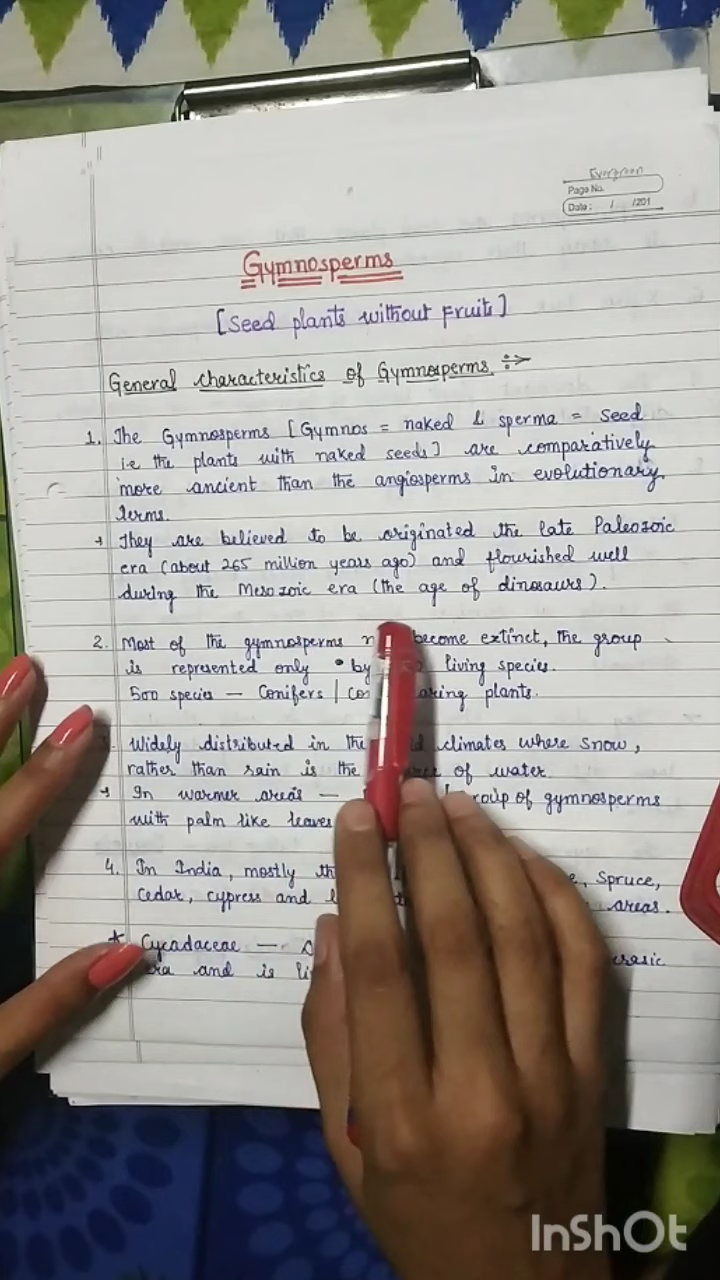 Evergreen
Page No.
Date : / /201
Gymnosperms
[Seed plants without fruits]
General characteristics of Gymnosperms :->
1. The Gymnosperms [Gymnos = naked & sperma = seed
i.e the plants with naked seeds] are comparatively
more ancient than the angiosperms in evolutionary
terms.
→ They are believed to be originated the late Paleozoic
era (about 265 million years ago) and flourished well
during the Mesozoic era (the age of dinosaurs).
2. Most of the gymnosperms become extinct, the group
is represented only by living species.
500 species — Conifers / plants.
3. Widely distributed in the climates where snow,
rather than rain is the of water.
→ In warmer areas — group of gymnosperms
with palm like leaves
4. In India, mostly Spruce,
Cedar, cypress and areas.
* Cycadaceae —
era and is
InShOt